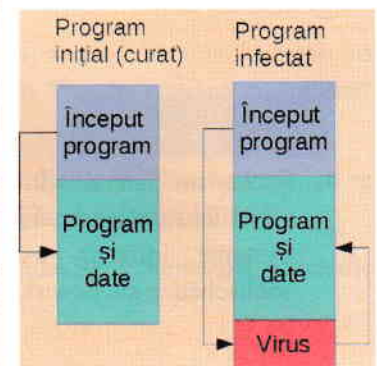 Program
inițial (curat)
Început
program
Program
și
date
Program
infectat
Început
program
Program
și
date
Virus